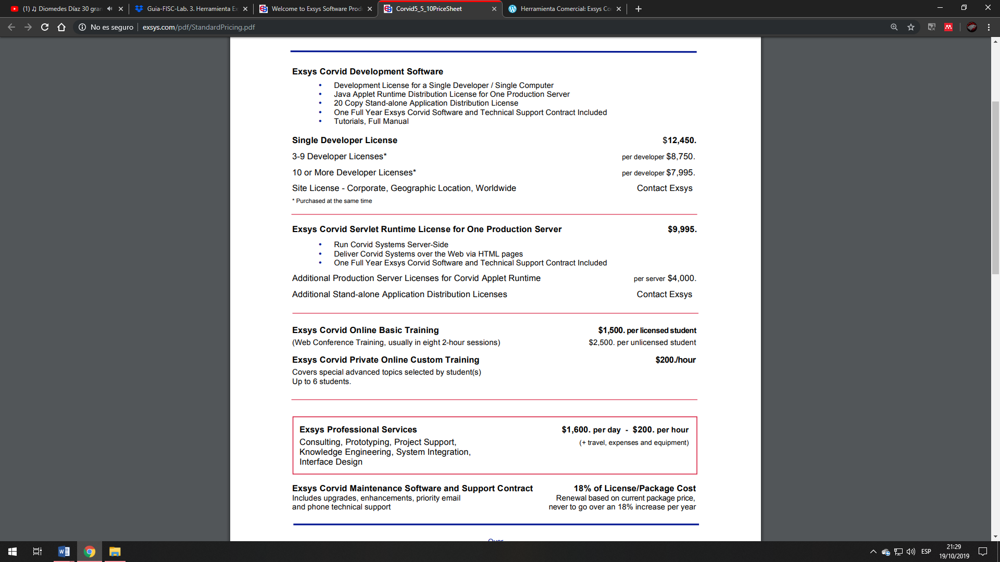 (1) ♫ Diomedes Díaz 30 gran
Guia-FISC-Lab. 3. Herramienta Ex
Welcome to Exsys Software Prod
Corvid5_5_10PriceSheet
Herramienta Comercial: Exsys Co
No es seguro
exsys.com/pdf/StandardPricing.pdf
Exsys Corvid Development Software
• Development License for a Single Developer / Single Computer
• Java Applet Runtime Distribution License for One Production Server
• 20 Copy Stand-alone Application Distribution License
• One Full Year Exsys Corvid Software and Technical Support Contract Included
• Tutorials, Full Manual
Single Developer License $12,450.
3-9 Developer Licenses* per developer $8,750.
10 or More Developer Licenses* per developer $7,995.
Site License - Corporate, Geographic Location, Worldwide Contact Exsys
* Purchased at the same time
Exsys Corvid Servlet Runtime License for One Production Server $9,995.
• Run Corvid Systems Server-Side
• Deliver Corvid Systems over the Web via HTML pages
• One Full Year Exsys Corvid Software and Technical Support Contract Included
Additional Production Server Licenses for Corvid Applet Runtime per server $4,000.
Additional Stand-alone Application Distribution Licenses Contact Exsys
Exsys Corvid Online Basic Training $1,500. per licensed student
(Web Conference Training, usually in eight 2-hour sessions) $2,500. per unlicensed student
Exsys Corvid Private Online Custom Training $200./hour
Covers special advanced topics selected by student(s)
Up to 6 students.
Exsys Professional Services $1,600. per day - $200. per hour
Consulting, Prototyping, Project Support, (+ travel, expenses and equipment)
Knowledge Engineering, System Integration,
Interface Design
Exsys Corvid Maintenance Software and Support Contract 18% of License/Package Cost
Includes upgrades, enhancements, priority email Renewal based on current package price,
and phone technical support never to go over an 18% increase per year
Over
ESP
21:29
19/10/2019